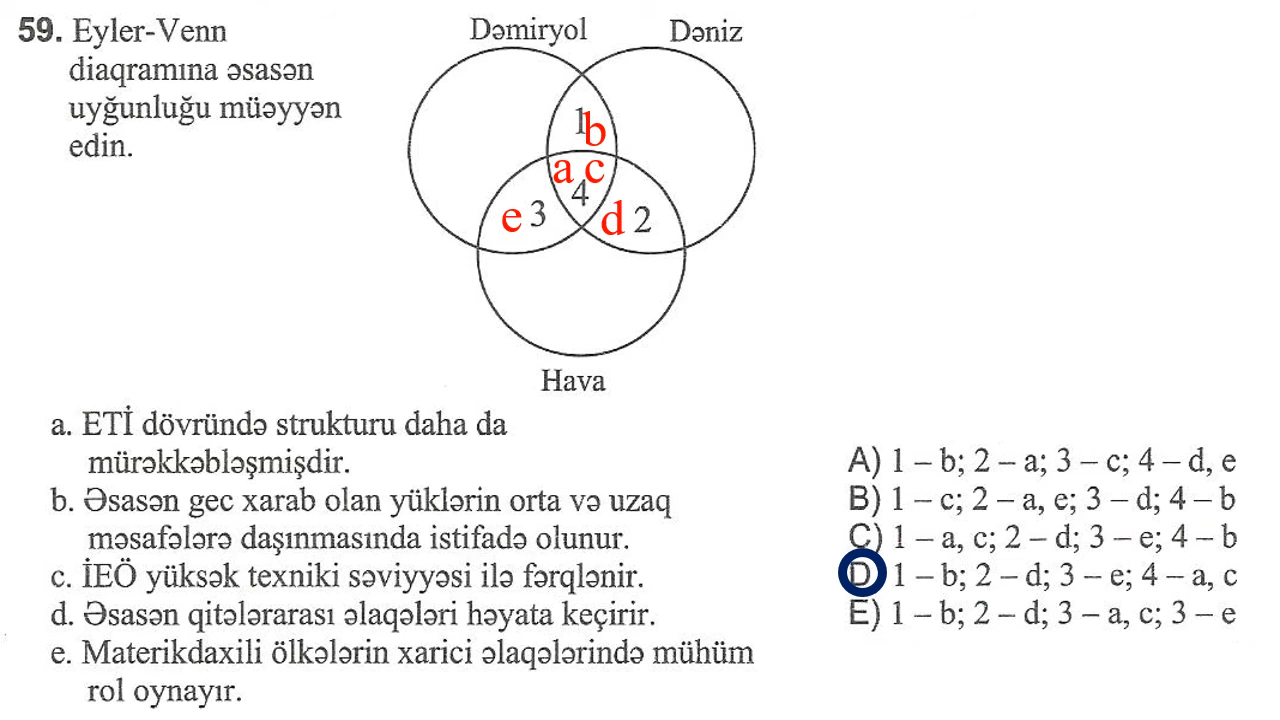 59. Eyler-Venn
diaqramına əsasən
uyğunluğu müəyyən
edin.
Dəmiryol
Dəniz
1
b
a c
4
e 3
d 2
Hava
a. ETİ dövründə strukturu daha da
mürəkkəbləşmişdir.
b. Əsasən gec xarab olan yüklərin orta və uzaq
məsafələrə daşınmasında istifadə olunur.
c. İEÖ yüksək texniki səviyyəsi ilə fərqlənir.
d. Əsasən qitələrarası əlaqələri həyata keçirir.
e. Materikdaxili ölkələrin xarici əlaqələrində mühüm
rol oynayır.
A) 1 – b; 2 – a; 3 – c; 4 – d, e
B) 1 – c; 2 – a, e; 3 – d; 4 – b
C) 1 – a, c; 2 – d; 3 – e; 4 – b
D) 1 – b; 2 – d; 3 – e; 4 – a, c
E) 1 – b; 2 – d; 3 – a, c; 3 – e